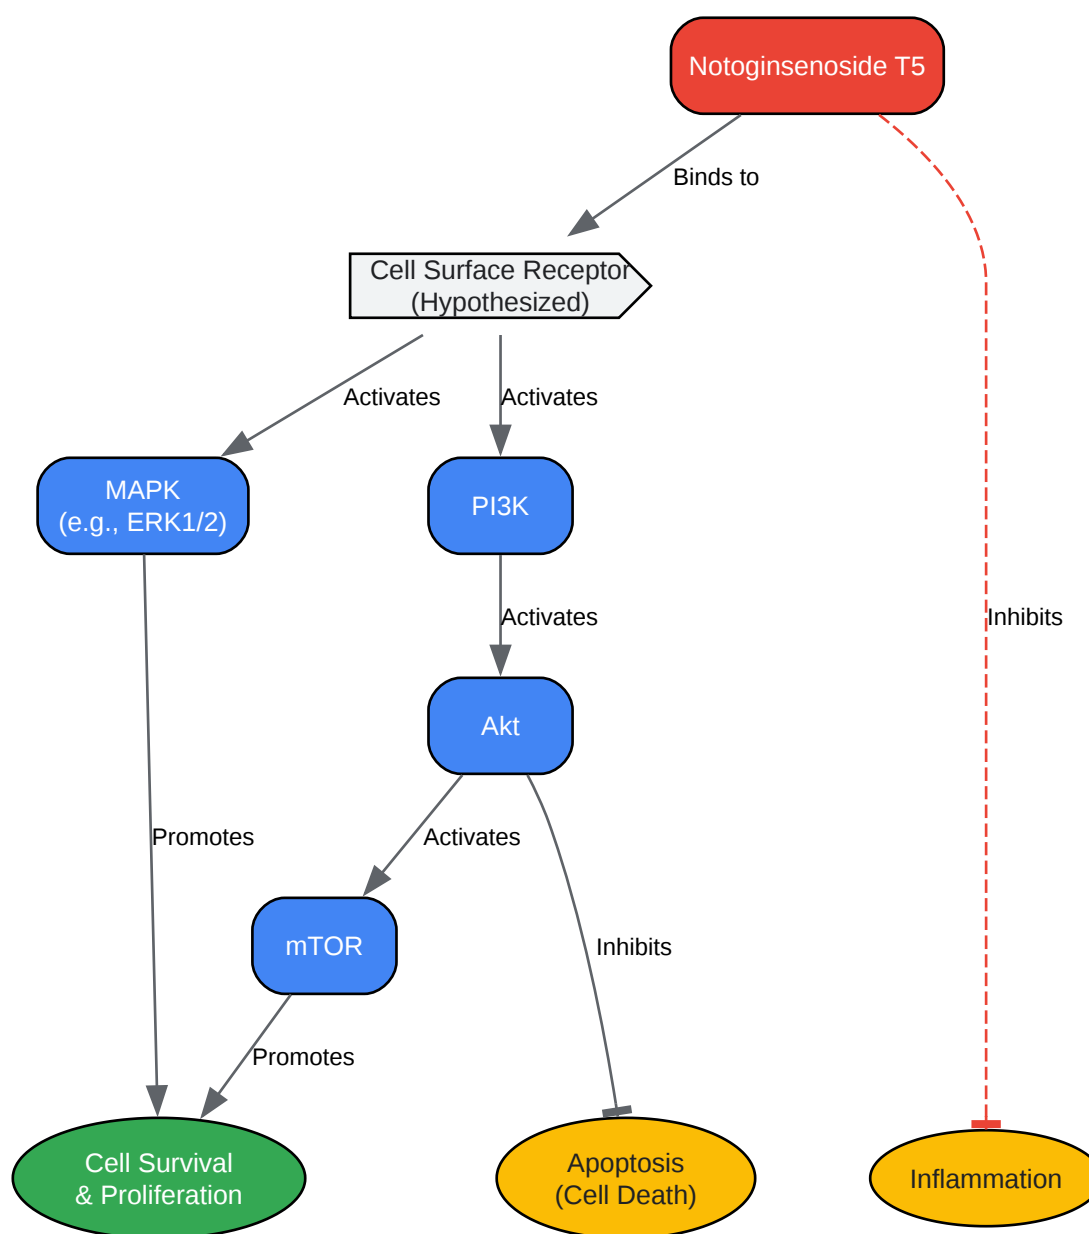 Notoginsenoside T5
Binds to
Cell Surface Receptor
(Hypothesized)
Activates
Activates
MAPK
(e.g., ERK1/2)
PI3K
Activates
Inhibits
Akt
Promotes
Activates
mTOR
Inhibits
Promotes
Cell Survival
& Proliferation
Apoptosis
(Cell Death)
Inflammation